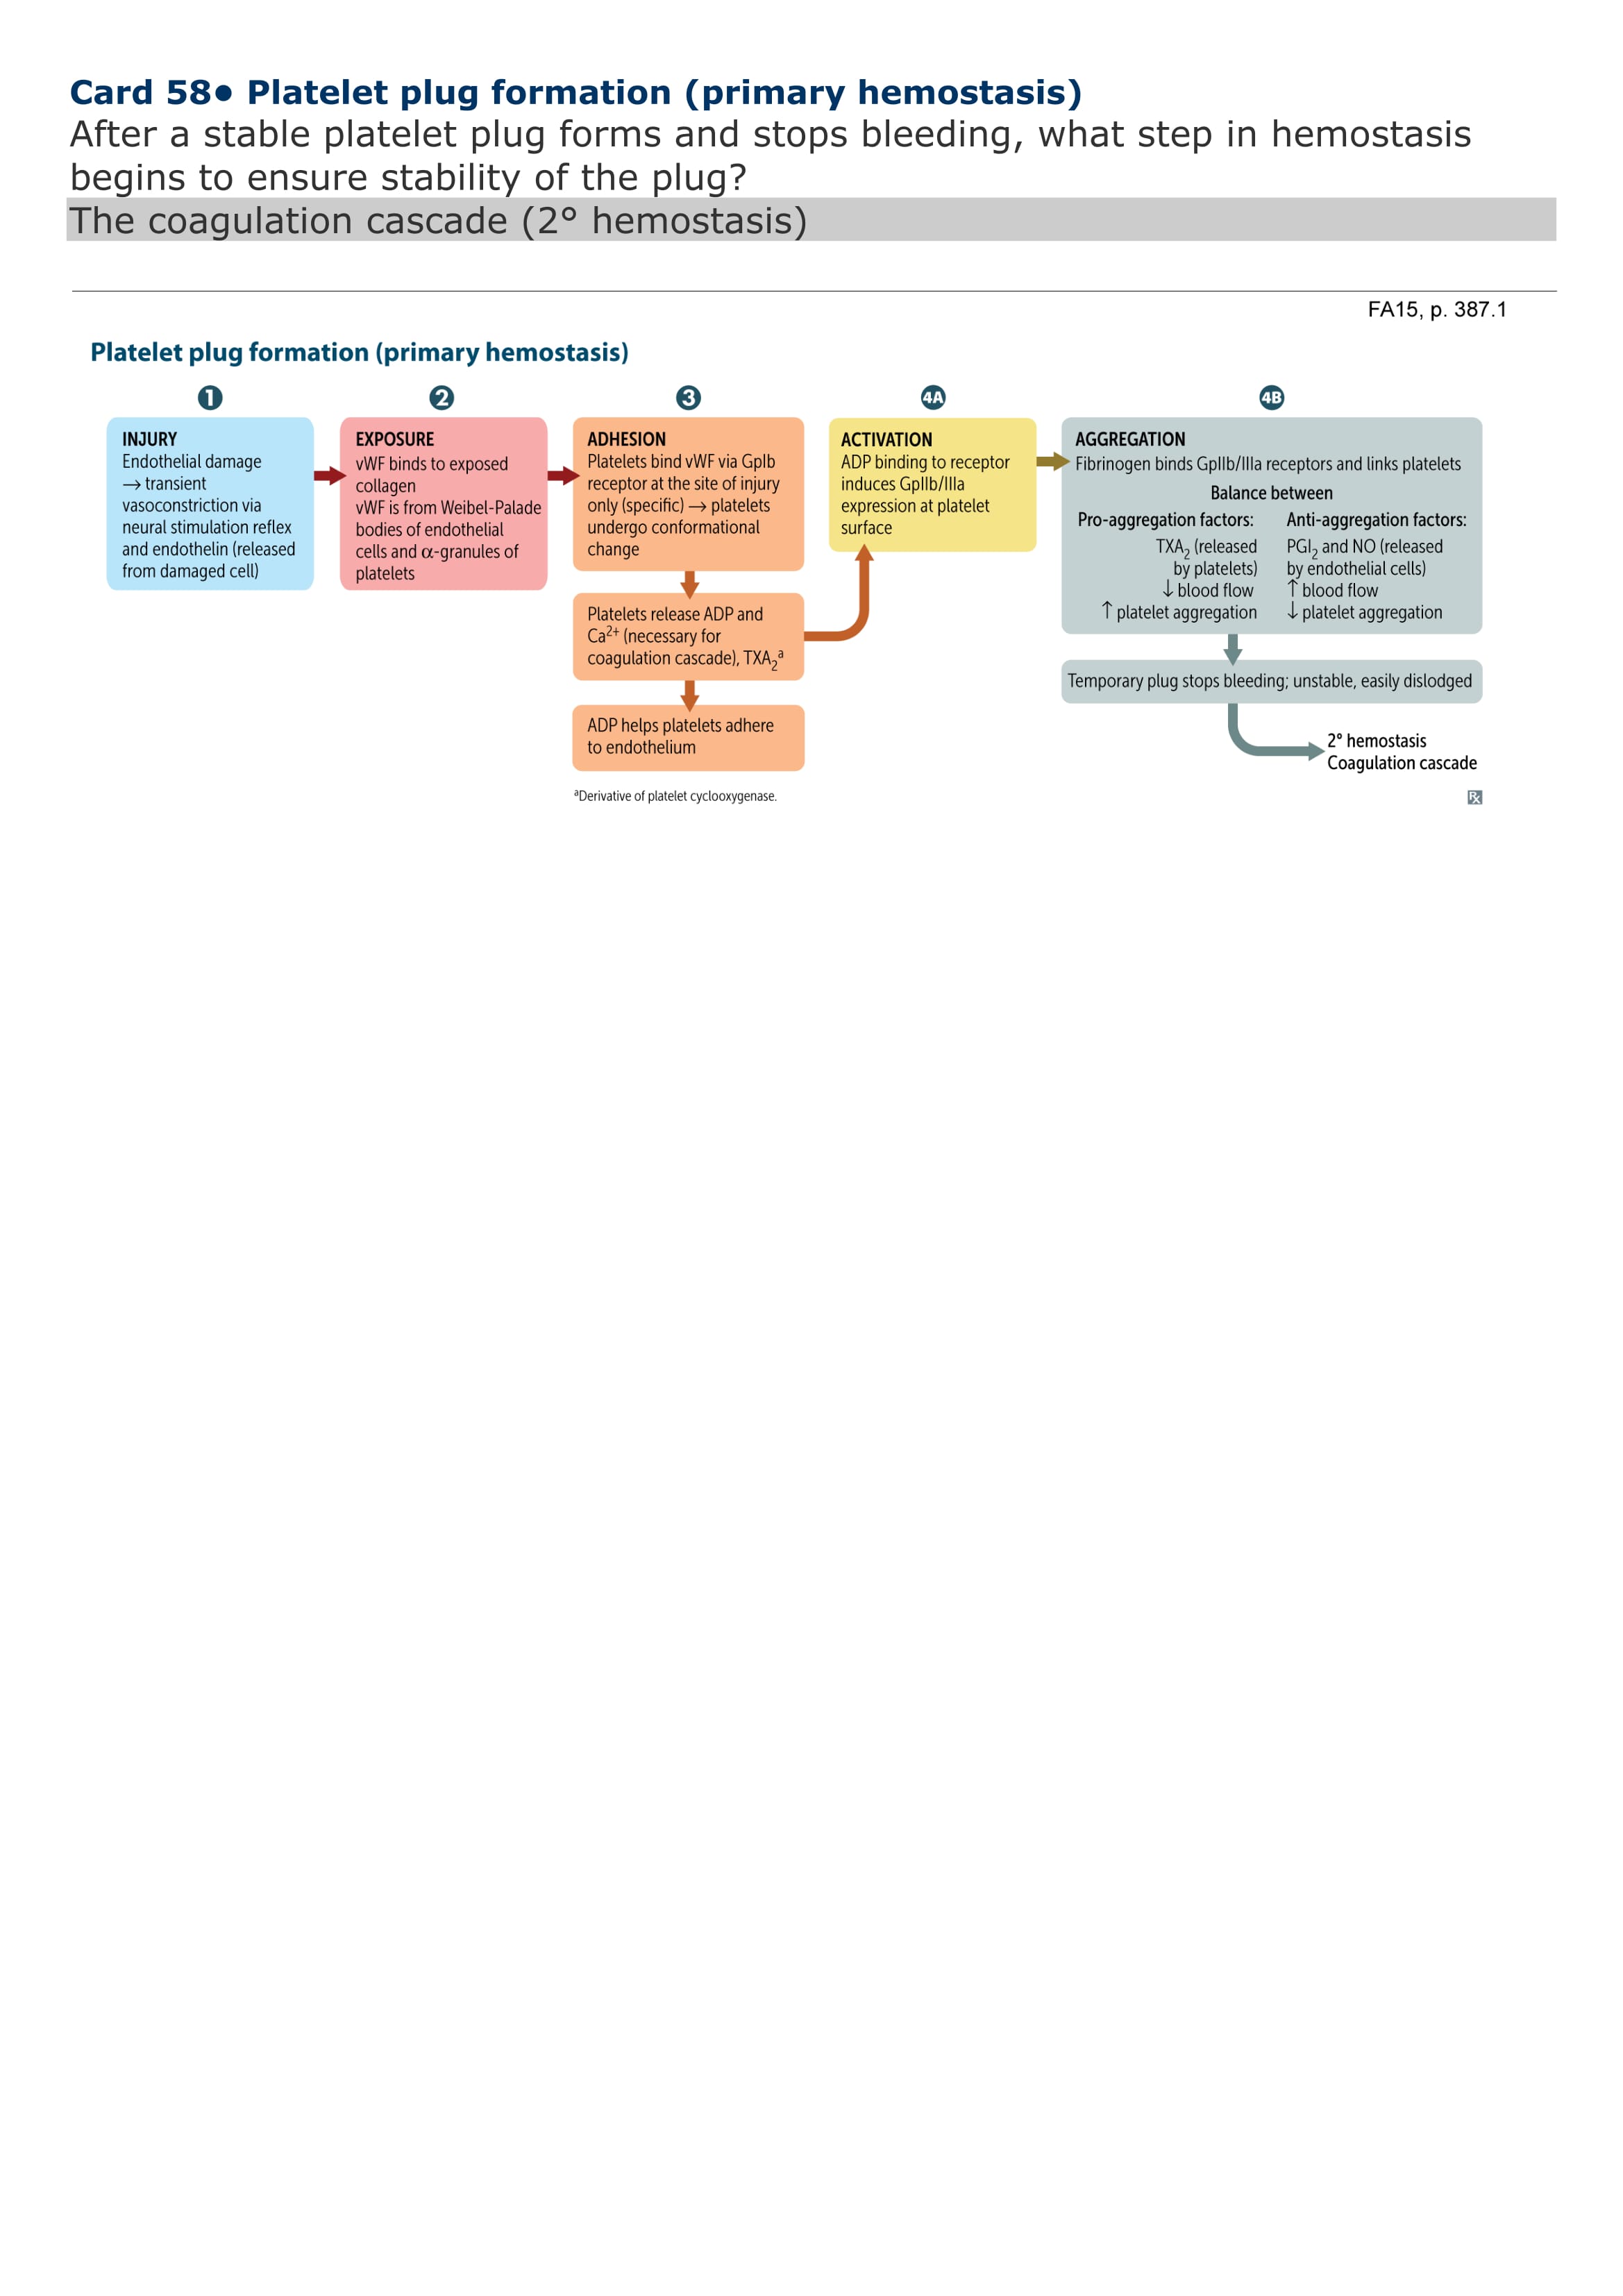 Card 58• Platelet plug formation (primary hemostasis)
After a stable platelet plug forms and stops bleeding, what step in hemostasis
begins to ensure stability of the plug?
The coagulation cascade (2° hemostasis)
FA15, p. 387.1
Platelet plug formation (primary hemostasis)
1
INJURY
Endothelial damage
→ transient
vasoconstriction via
neural stimulation reflex
and endothelin (released
from damaged cell)
2
EXPOSURE
vWF binds to exposed
collagen
vWF is from Weibel-Palade
bodies of endothelial
cells and α-granules of
platelets
3
ADHESION
Platelets bind vWF via GpIb
receptor at the site of injury
only (specific) → platelets
undergo conformational
change
Platelets release ADP and
Ca2+ (necessary for
coagulation cascade), TXA2a
ADP helps platelets adhere
to endothelium
aDerivative of platelet cyclooxygenase.
4A
ACTIVATION
ADP binding to receptor
induces GpIIb/IIIa
expression at platelet
surface
4B
AGGREGATION
Fibrinogen binds GpIIb/IIIa receptors and links platelets
Balance between
Pro-aggregation factors:
TXA2 (released
by platelets)
↓ blood flow
↑ platelet aggregation
Anti-aggregation factors:
PGI2 and NO (released
by endothelial cells)
↑ blood flow
↓ platelet aggregation
Temporary plug stops bleeding; unstable, easily dislodged
2° hemostasis
Coagulation cascade
Rx